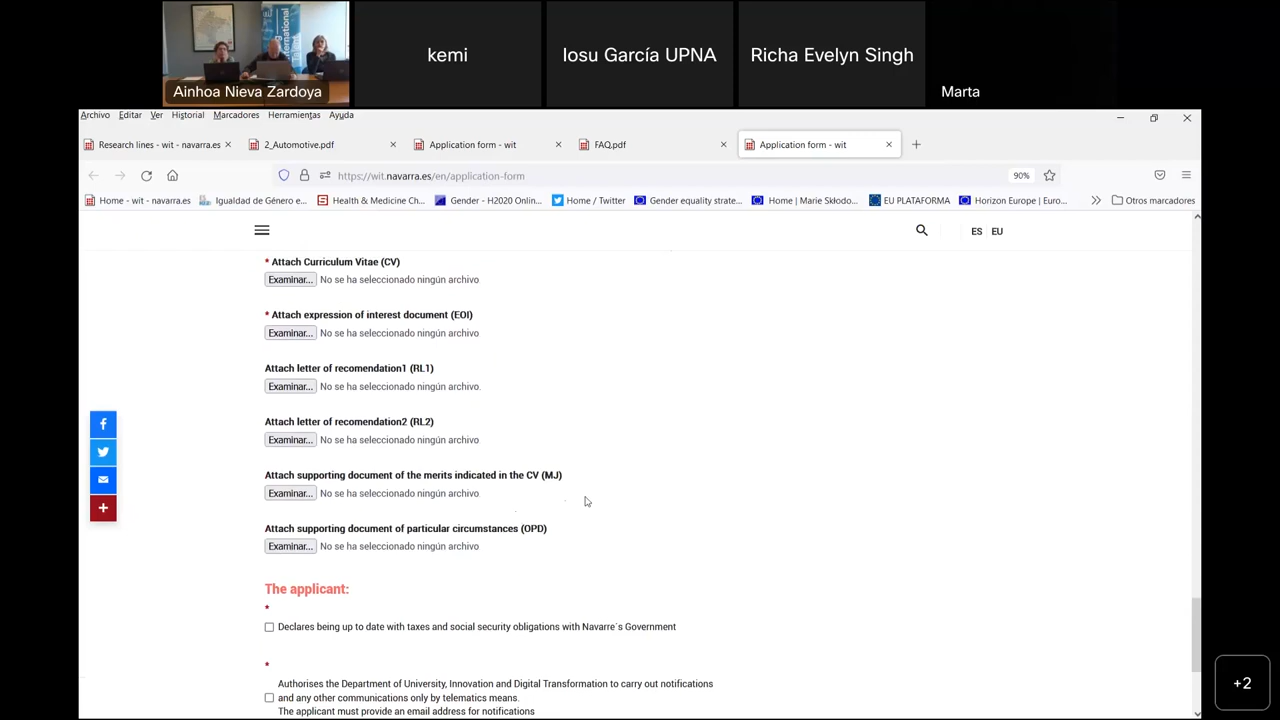 International
Talent
Ainhoa Nieva Zardoya
kemi
Iosu García UPNA
Richa Evelyn Singh
Marta
Archivo Editar Ver Historial Marcadores Herramientas Ayuda
Research lines - wit - navarra.es
2_Automotive.pdf
Application form - wit
FAQ.pdf
Application form - wit
https://wit.navarra.es/en/application-form
90%
Home - wit - navarra.es
Igualdad de Género e...
Health & Medicine Ch...
Gender - H2020 Onlin...
Home / Twitter
Gender equality strate...
Home | Marie Skłodo...
EU PLATAFORMA
Horizon Europe | Euro...
Otros marcadores
ES EU
* Attach Curriculum Vitae (CV)
Examinar... No se ha seleccionado ningún archivo
* Attach expression of interest document (EOI)
Examinar... No se ha seleccionado ningún archivo
Attach letter of recomendation1 (RL1)
Examinar... No se ha seleccionado ningún archivo.
Attach letter of recomendation2 (RL2)
Examinar... No se ha seleccionado ningún archivo
Attach supporting document of the merits indicated in the CV (MJ)
Examinar... No se ha seleccionado ningún archivo
Attach supporting document of particular circumstances (OPD)
Examinar... No se ha seleccionado ningún archivo
The applicant:
*
Declares being up to date with taxes and social security obligations with Navarre´s Government
*
Authorises the Department of University, Innovation and Digital Transformation to carry out notifications
and any other communications only by telematics means.
The applicant must provide an email address for notifications
+2